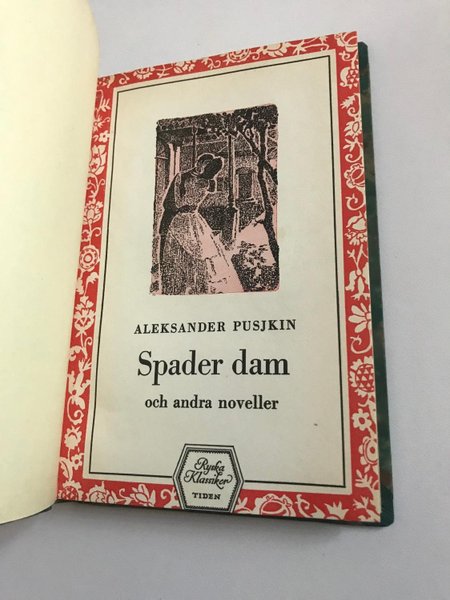 ALEKSANDER PUSJKIN
Spader dam
och andra noveller
Ryska
Klassiker
TIDEN